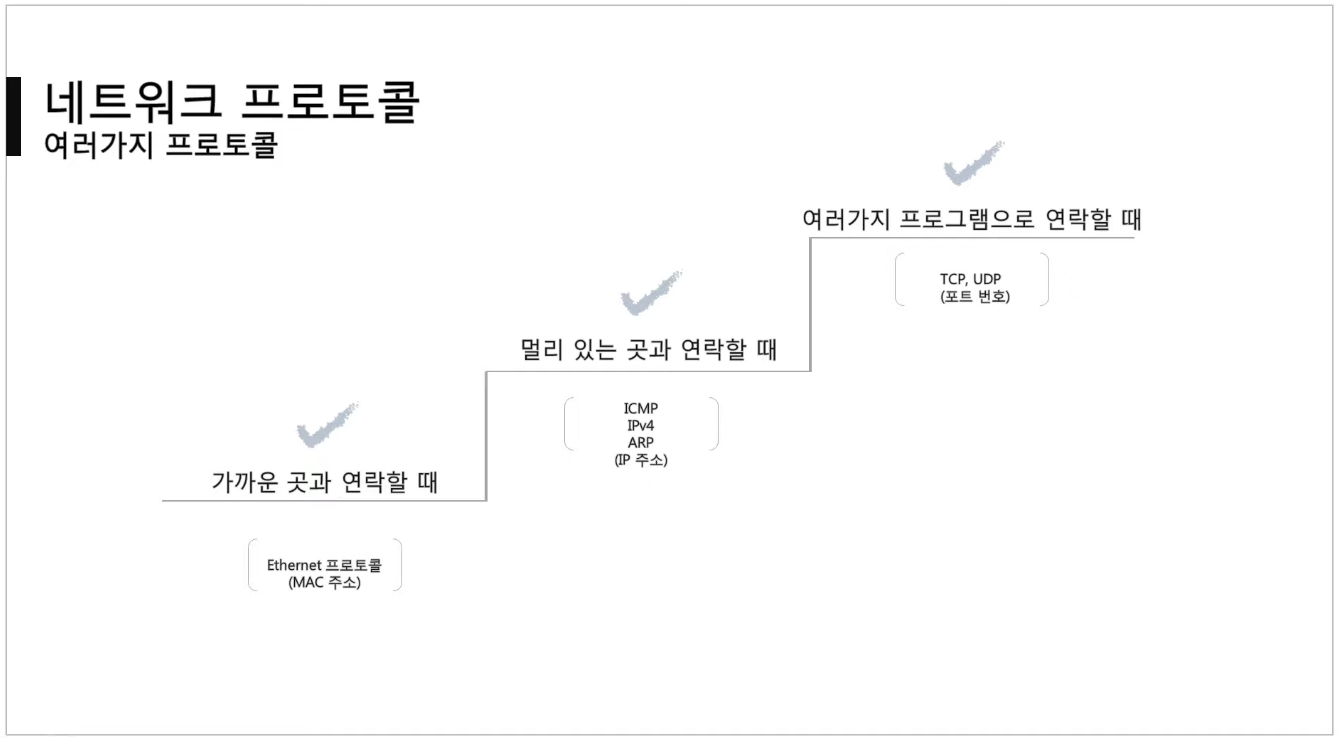 네트워크 프로토콜
여러가지 프로토콜
여러가지 프로그램으로 연락할 때
TCP, UDP
(포트 번호)
멀리 있는 곳과 연락할 때
ICMP
IPv4
ARP
(IP 주소)
가까운 곳과 연락할 때
Ethernet 프로토콜
(MAC 주소)